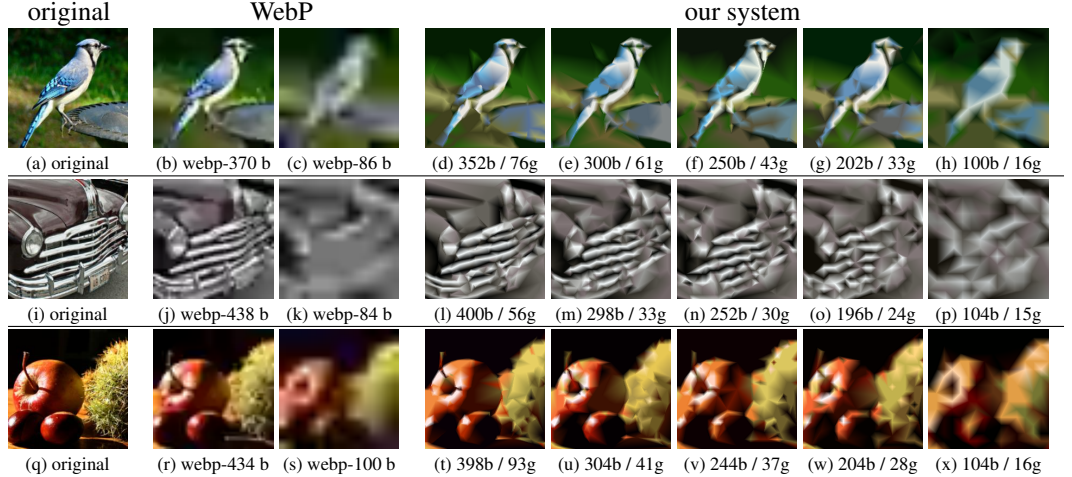 original WebP our system
(a) original (b) webp-370 b (c) webp-86 b (d) 352b / 76g (e) 300b / 61g (f) 250b / 43g (g) 202b / 33g (h) 100b / 16g
(i) original (j) webp-438 b (k) webp-84 b (l) 400b / 56g (m) 298b / 33g (n) 252b / 30g (o) 196b / 24g (p) 104b / 15g
(q) original (r) webp-434 b (s) webp-100 b (t) 398b / 93g (u) 304b / 41g (v) 244b / 37g (w) 204b / 28g (x) 104b / 16g